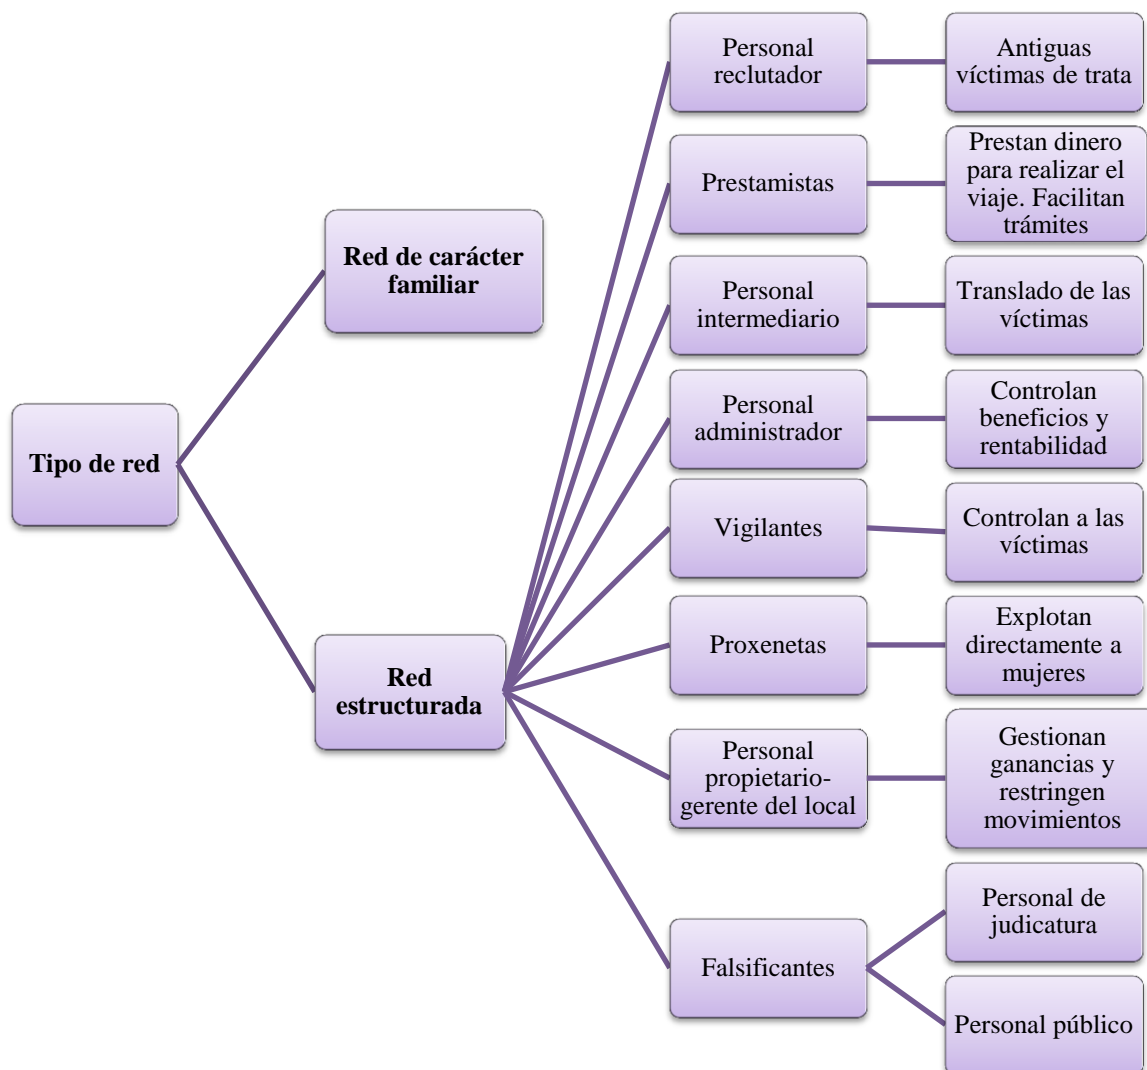 Tipo de red
Red de carácter
familiar
Red
estructurada
Personal
reclutador
Antiguas
víctimas de trata
Prestamistas
Prestan dinero
para realizar el
viaje. Facilitan
trámites
Personal
intermediario
Translado de las
víctimas
Personal
administrador
Controlan
beneficios y
rentabilidad
Vigilantes
Controlan a las
víctimas
Proxenetas
Explotan
directamente a
mujeres
Personal
propietario-
gerente del local
Gestionan
ganancias y
restringen
movimientos
Falsificantes
Personal de
judicatura
Personal público